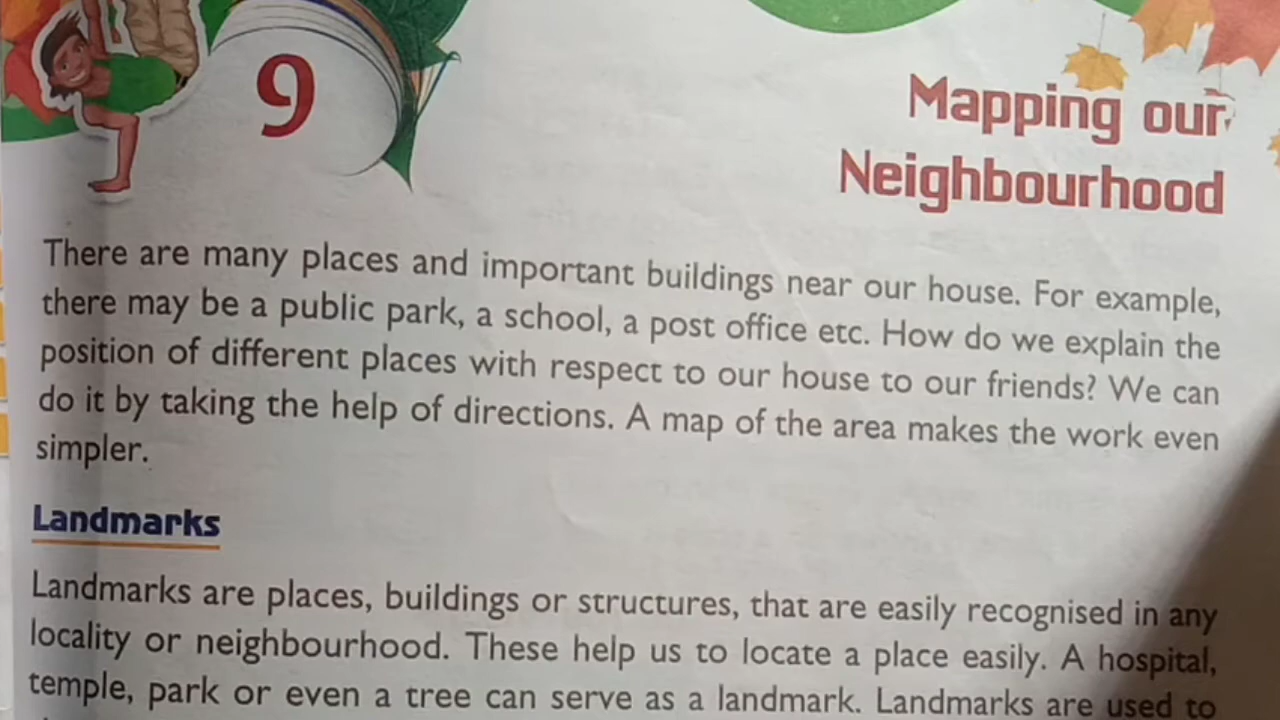 9
Mapping our
Neighbourhood
There are many places and important buildings near our house. For example,
there may be a public park, a school, a post office etc. How do we explain the
position of different places with respect to our house to our friends? We can
do it by taking the help of directions. A map of the area makes the work even
simpler.
Landmarks
Landmarks are places, buildings or structures, that are easily recognised in any
locality or neighbourhood. These help us to locate a place easily. A hospital,
temple, park or even a tree can serve as a landmark. Landmarks are used to